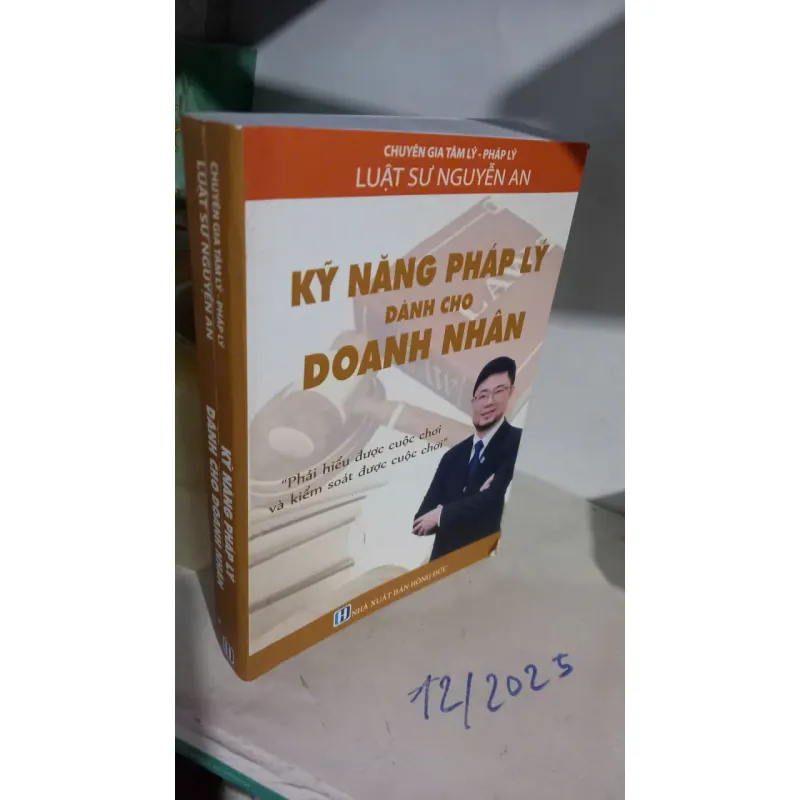 CHUYÊN GIA TÂM LÝ - PHÁP LÝ
LUẬT SƯ NGUYỄN AN
KỸ NĂNG PHÁP LÝ
DÀNH CHO
DOANH NHÂN
"Phải hiểu được cuộc chơi
và kiểm soát được cuộc chơi"
NHÀ XUẤT BẢN HỒNG ĐỨC
CHUYÊN GIA TÂM LÝ - PHÁP LÝ
LUẬT SƯ NGUYỄN AN
KỸ NĂNG PHÁP LÝ
DÀNH CHO DOANH NHÂN
LAW
12/2025